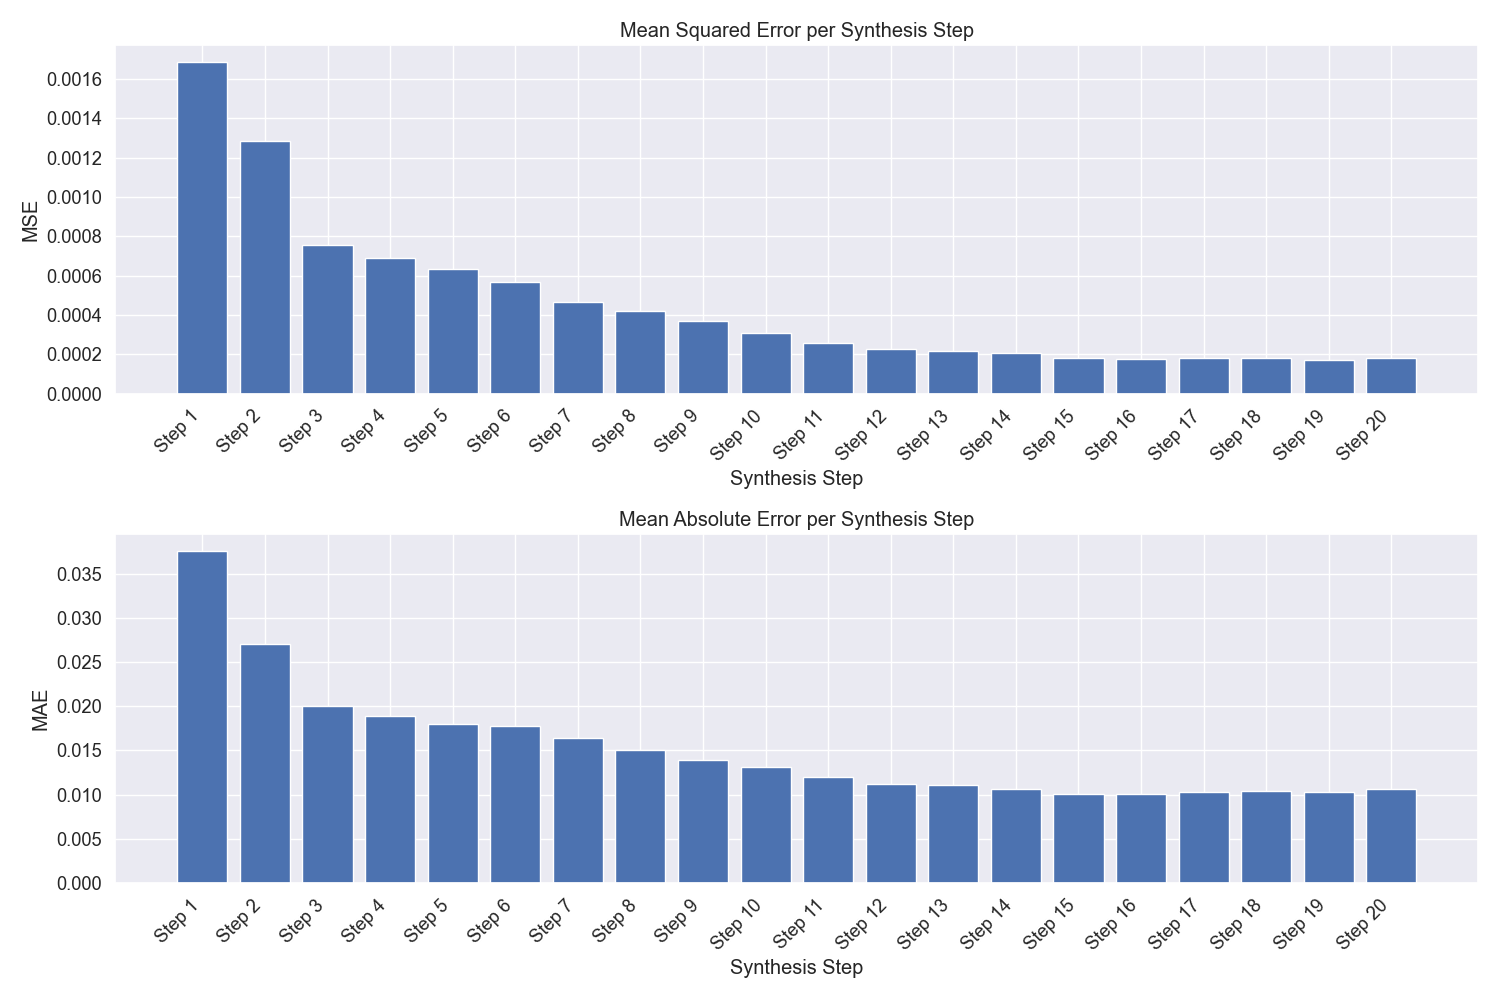 Mean Squared Error per Synthesis Step
MSE
0.0016
0.0014
0.0012
0.0010
0.0008
0.0006
0.0004
0.0002
0.0000
Step 1
Step 2
Step 3
Step 4
Step 5
Step 6
Step 7
Step 8
Step 9
Step 10
Step 11
Step 12
Step 13
Step 14
Step 15
Step 16
Step 17
Step 18
Step 19
Step 20
Synthesis Step
Mean Absolute Error per Synthesis Step
MAE
0.035
0.030
0.025
0.020
0.015
0.010
0.005
0.000
Step 1
Step 2
Step 3
Step 4
Step 5
Step 6
Step 7
Step 8
Step 9
Step 10
Step 11
Step 12
Step 13
Step 14
Step 15
Step 16
Step 17
Step 18
Step 19
Step 20
Synthesis Step